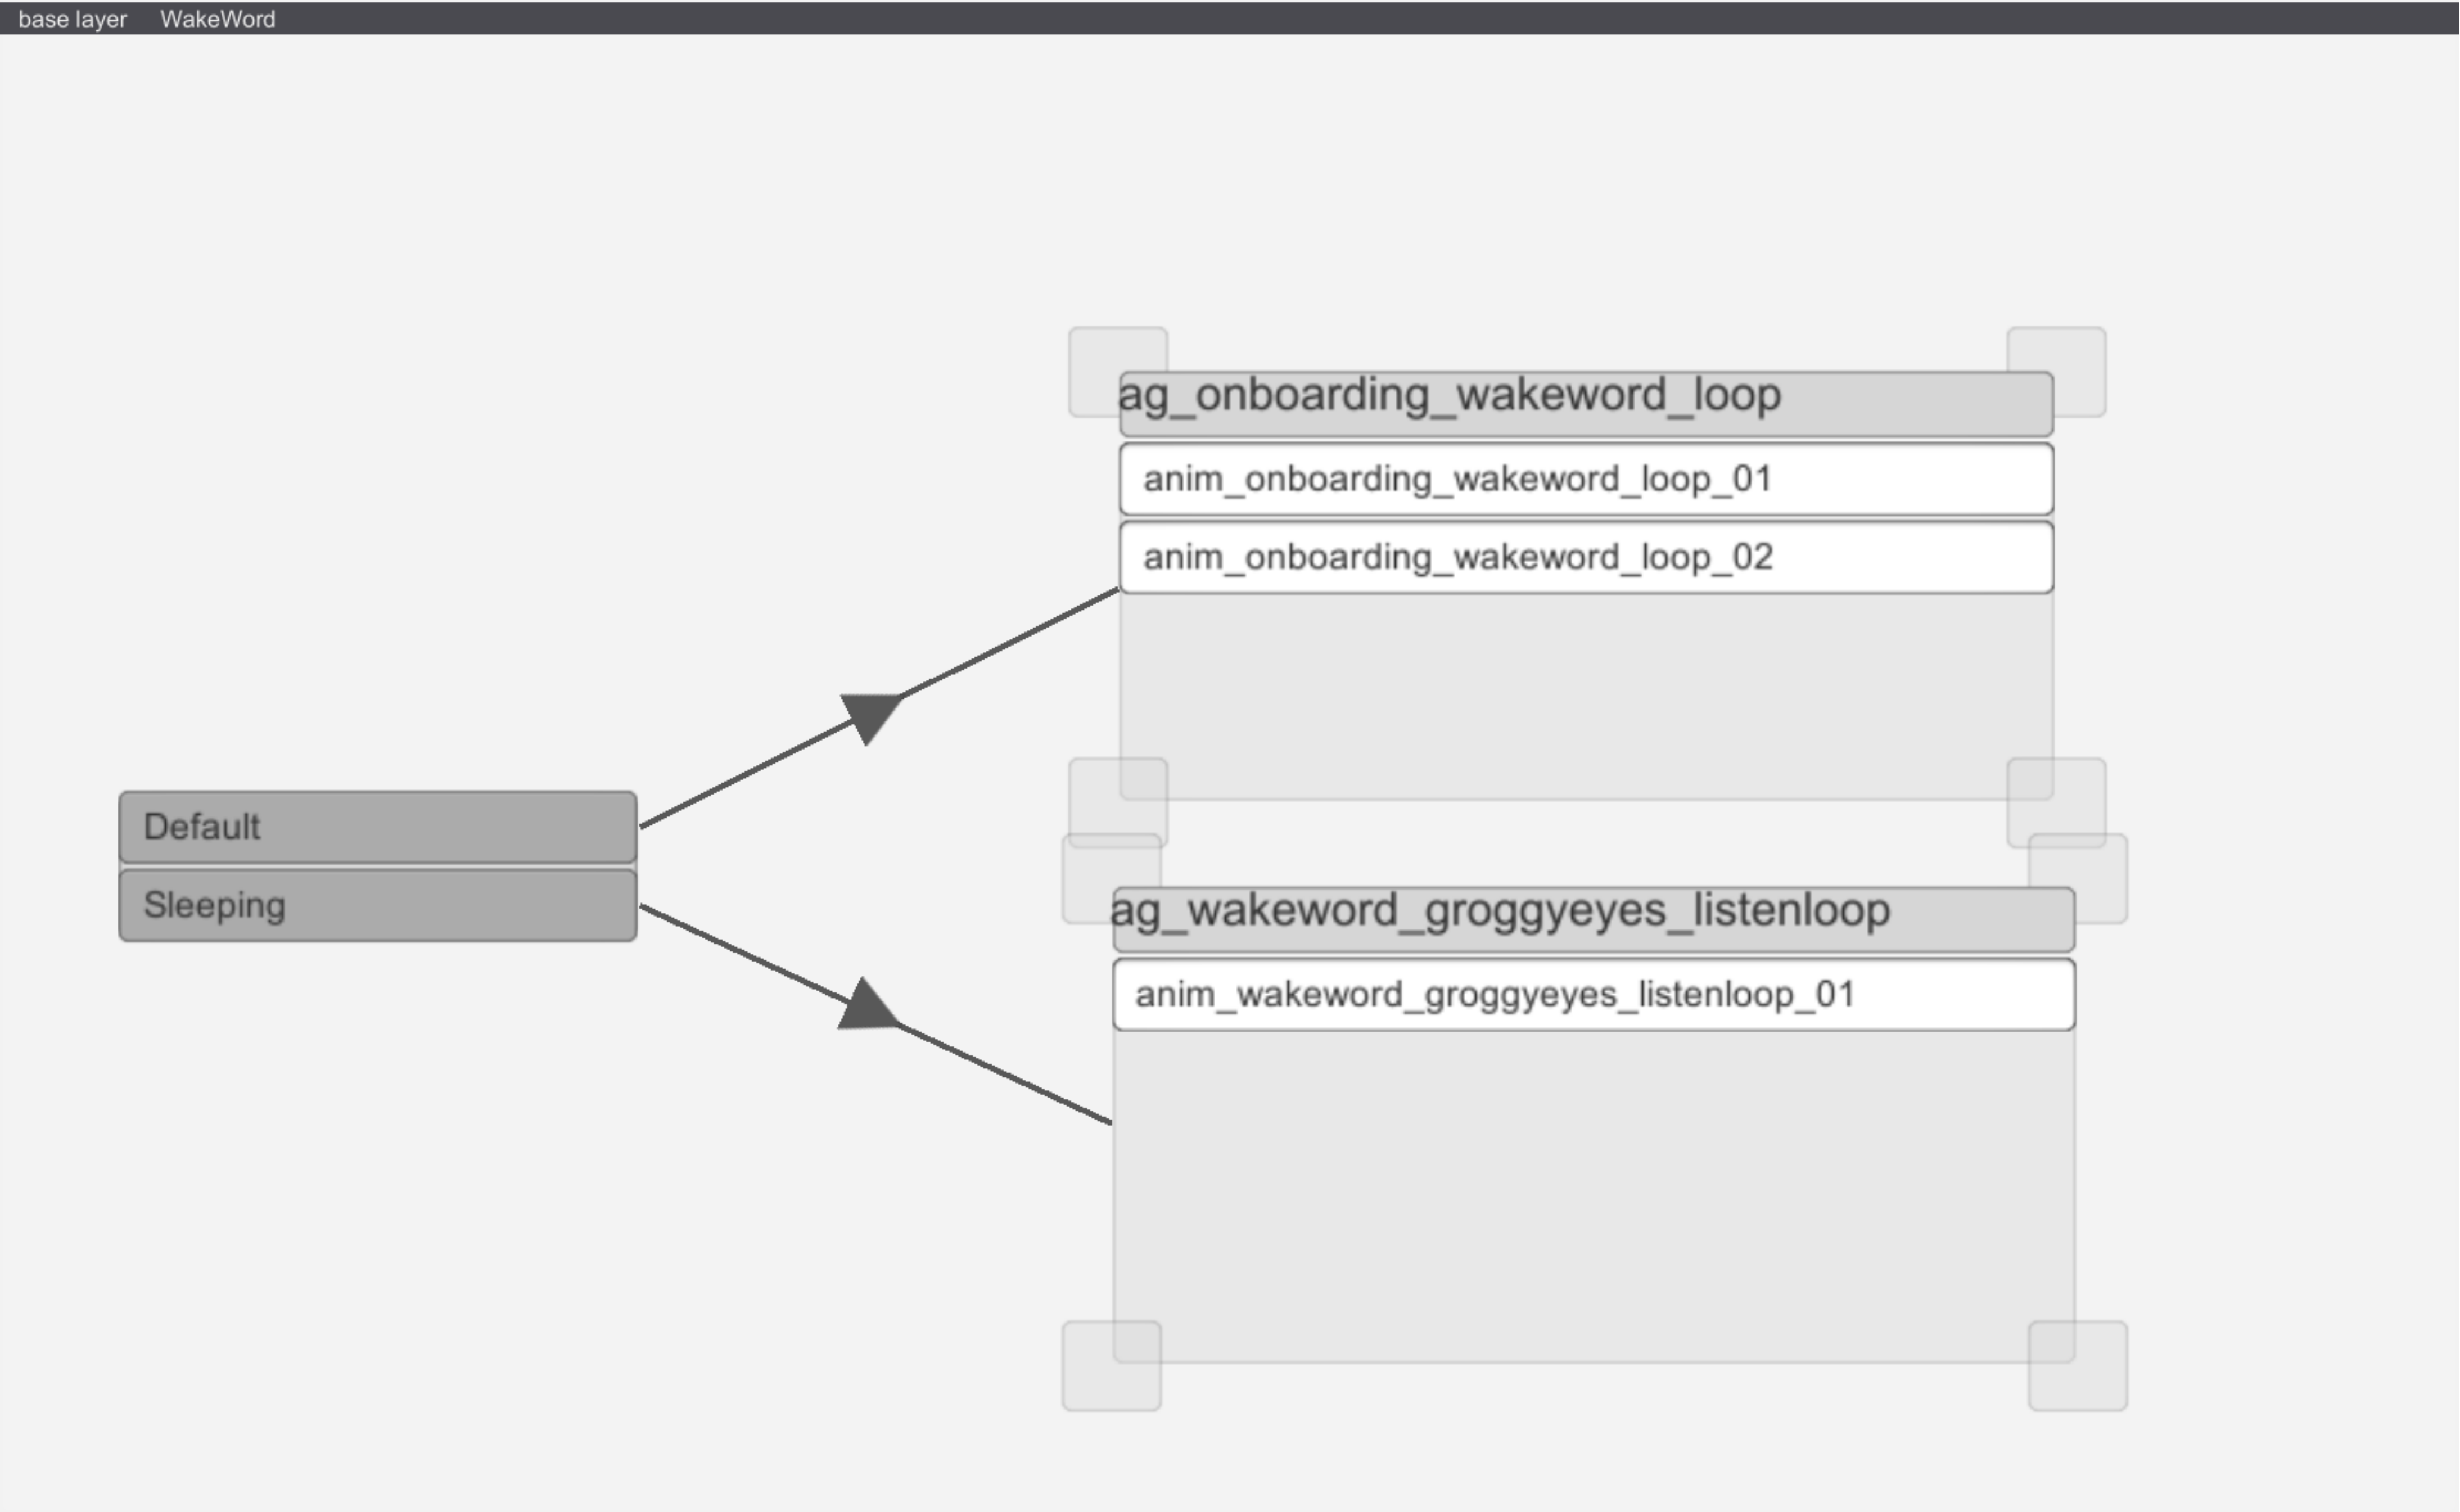 base layer WakeWord
ag_onboarding_wakeword_loop
anim_onboarding_wakeword_loop_01
anim_onboarding_wakeword_loop_02
Default
Sleeping
ag_wakeword_groggyeyes_listenloop
anim_wakeword_groggyeyes_listenloop_01